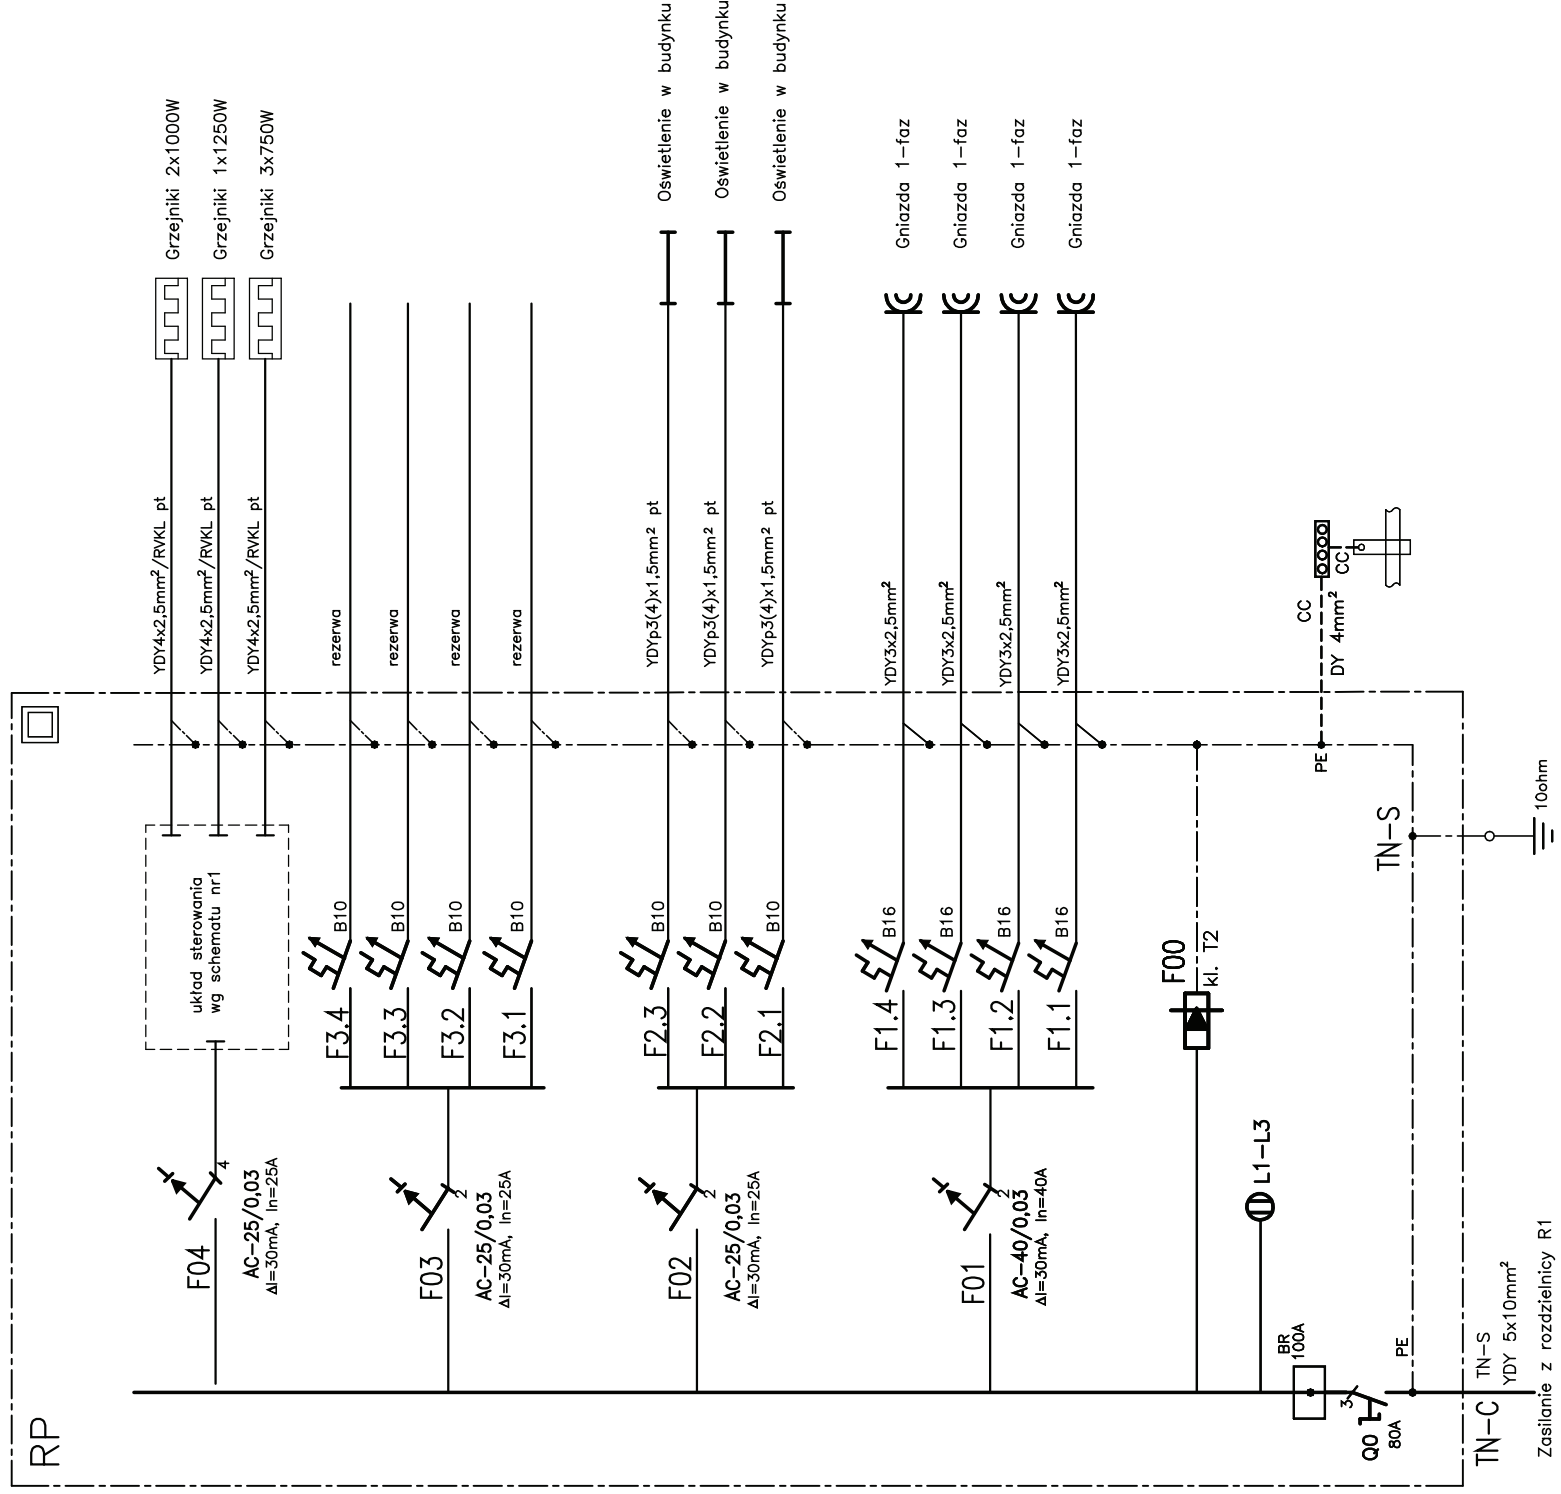 RP
Zasilanie z rozdzielnicy R1
YDY 5x10mm²
TN-S
TN-C
PE
Q0
80A
3
BR
100A
L1-L3
F00
kl. T2
PE
TN-S
10ohm
CC
DY 4mm²
CC
F01
AC-40/0,03
ΔI=30mA, In=40A
2
F1.1
B16
YDY3x2,5mm²
Gniazda 1-faz
F1.2
B16
YDY3x2,5mm²
Gniazda 1-faz
F1.3
B16
YDY3x2,5mm²
Gniazda 1-faz
F1.4
B16
YDY3x2,5mm²
Gniazda 1-faz
F02
AC-25/0,03
ΔI=30mA, In=25A
2
F2.1
B10
YDYp3(4)x1,5mm² pt
Oświetlenie w budynku
F2.2
B10
YDYp3(4)x1,5mm² pt
Oświetlenie w budynku
F2.3
B10
YDYp3(4)x1,5mm² pt
Oświetlenie w budynku
F03
AC-25/0,03
ΔI=30mA, In=25A
2
F3.1
B10
rezerwa
F3.2
B10
rezerwa
F3.3
B10
rezerwa
F3.4
B10
rezerwa
F04
AC-25/0,03
ΔI=30mA, In=25A
4
układ sterowania
wg schematu nr1
YDY4x2,5mm²/RVKL pt
Grzejniki 2x1000W
YDY4x2,5mm²/RVKL pt
Grzejniki 1x1250W
YDY4x2,5mm²/RVKL pt
Grzejniki 3x750W